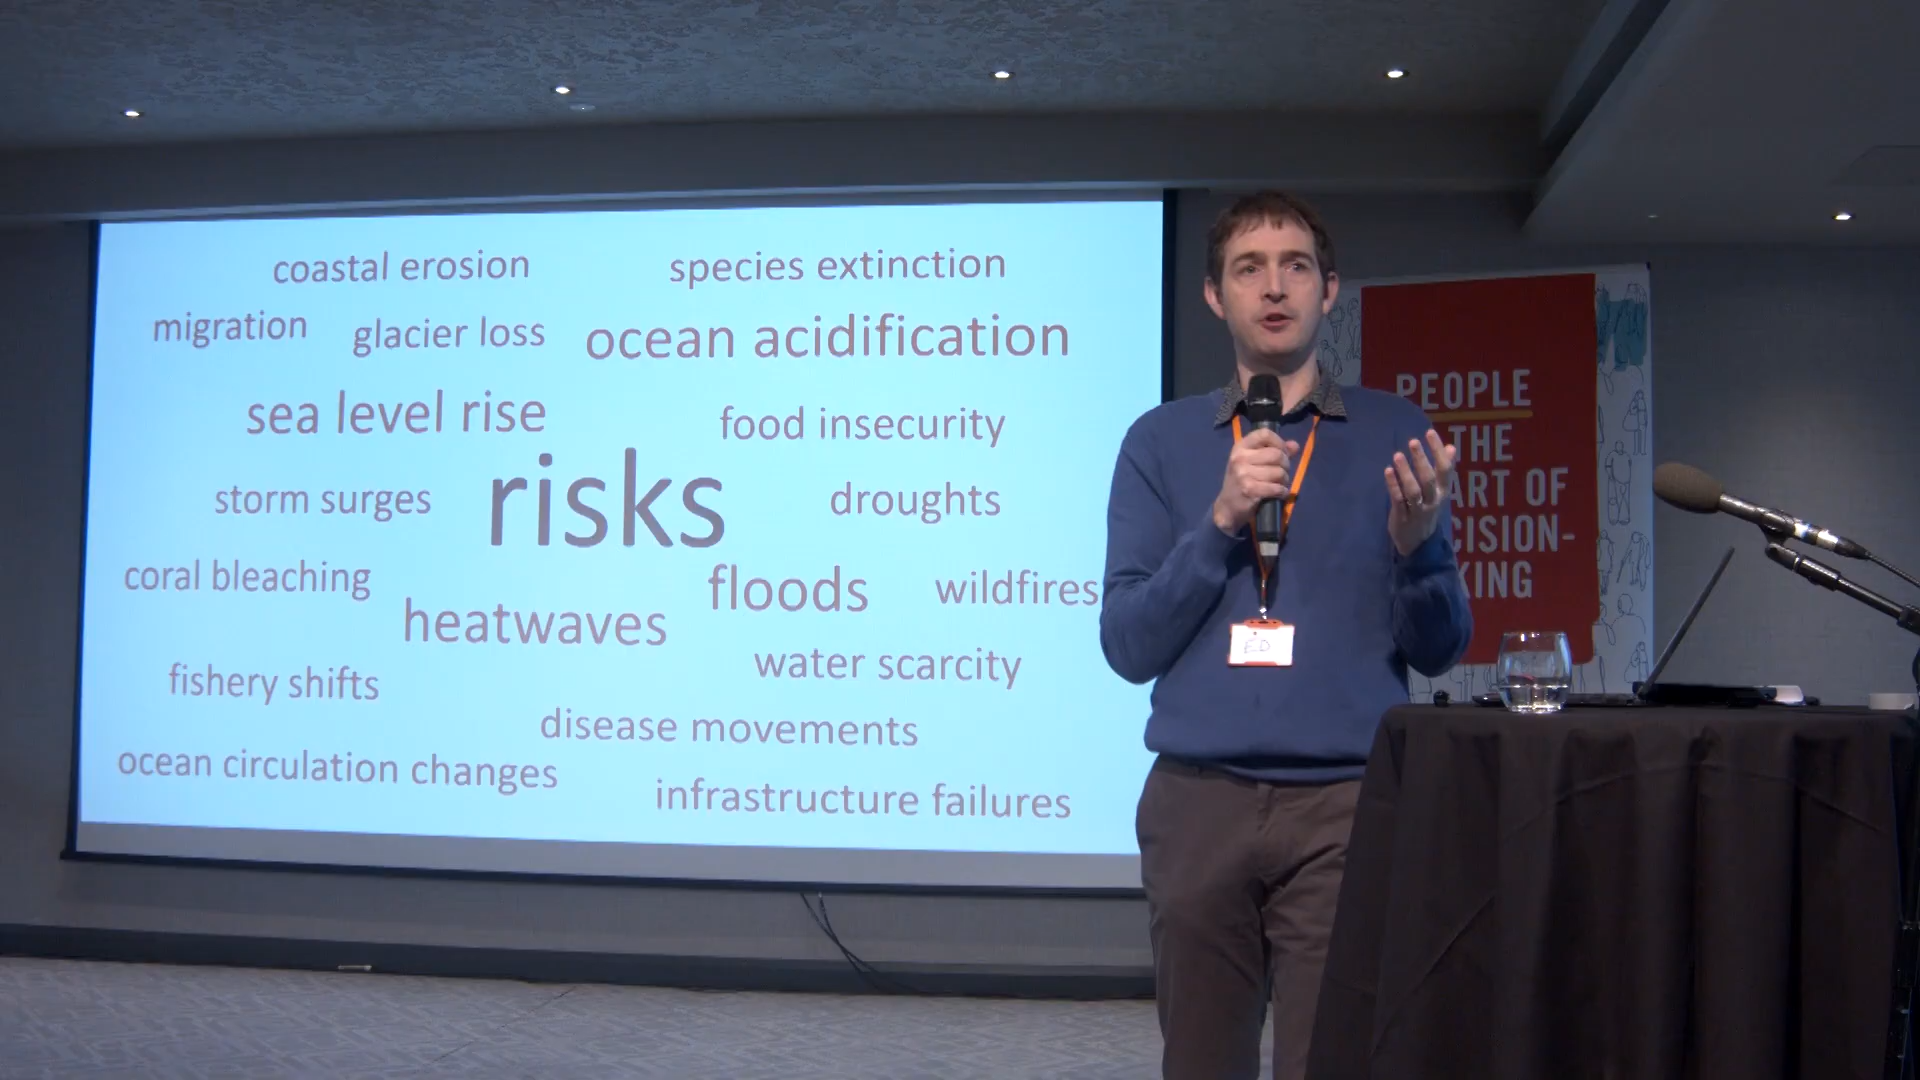 coastal erosion
species extinction
migration
glacier loss
ocean acidification
sea level rise
food insecurity
risks
storm surges
droughts
coral bleaching
floods
wildfires
heatwaves
water scarcity
fishery shifts
disease movements
ocean circulation changes
infrastructure failures
PEOPLE
THE
ART OF
CISION-
KING
ED